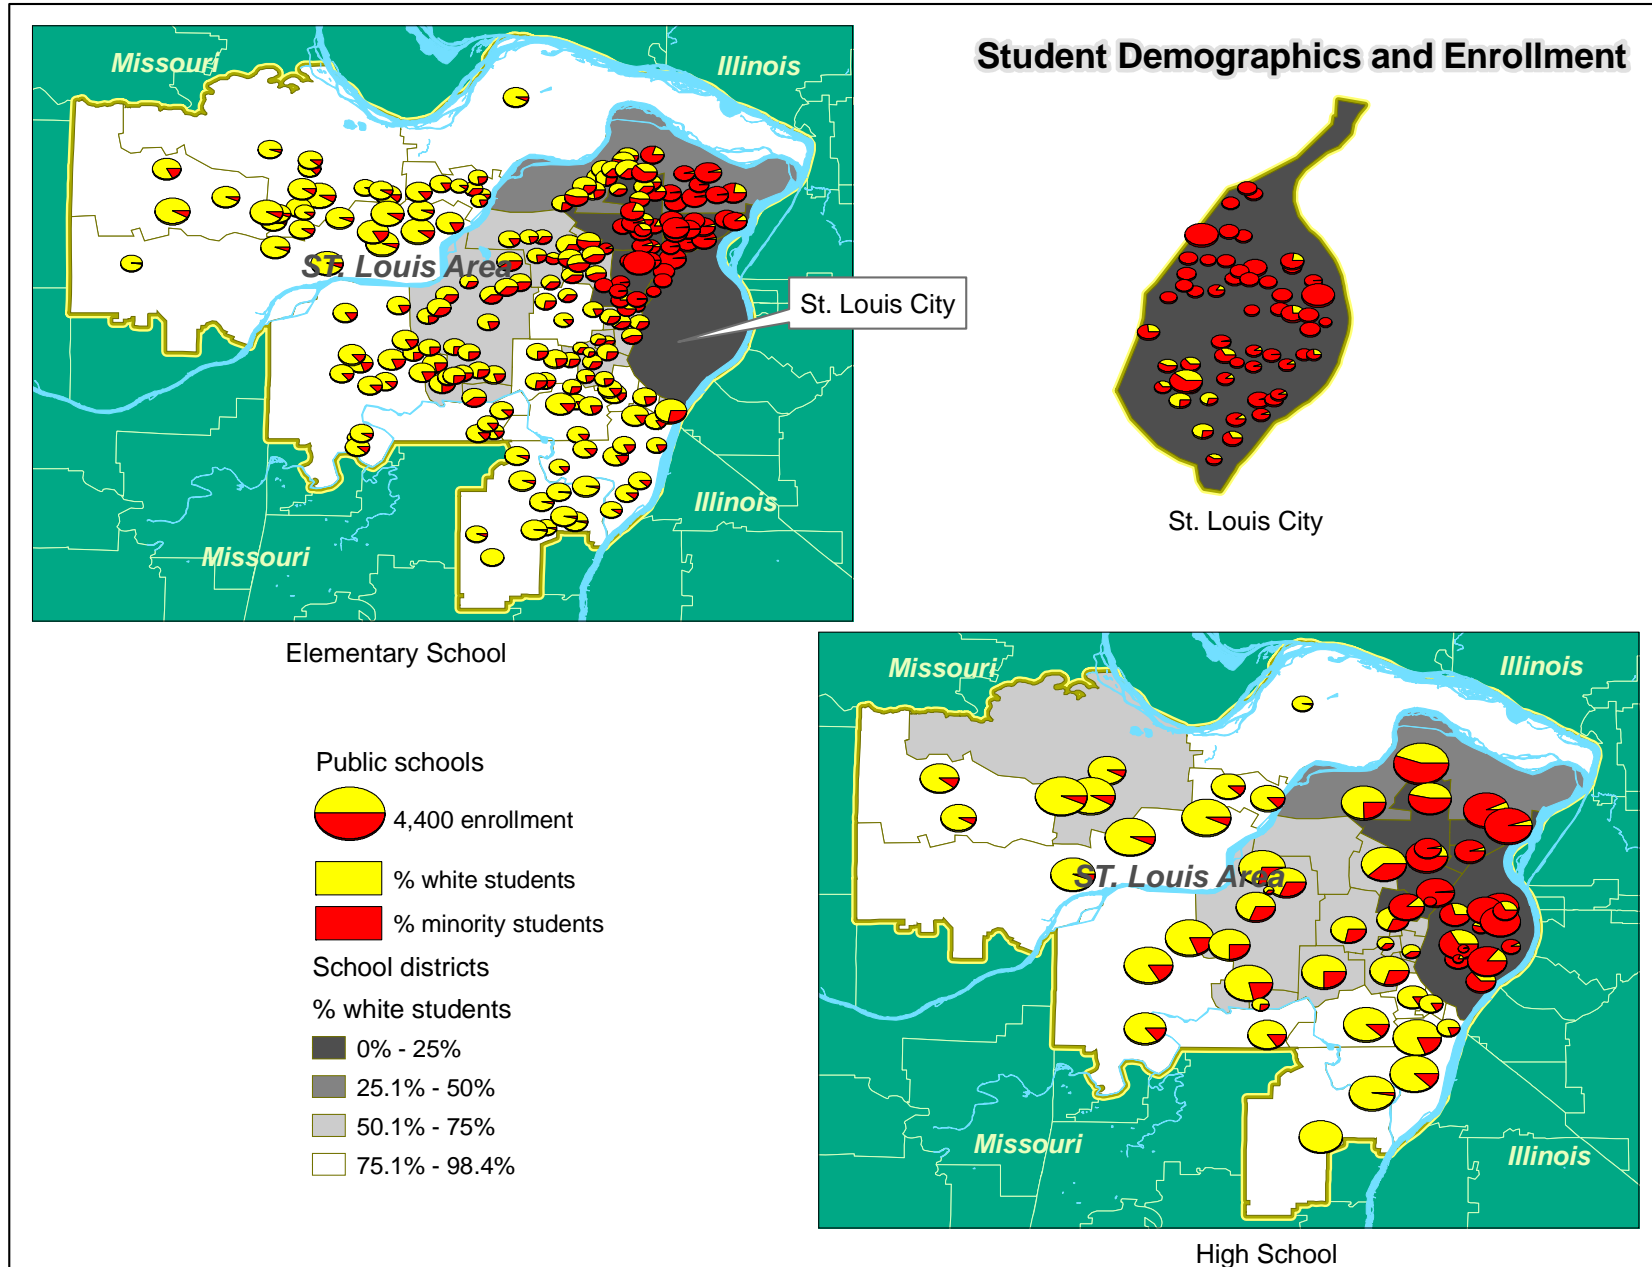 Student Demographics and Enrollment
Missouri
Illinois
ST. Louis Area
St. Louis City
Illinois
Missouri
Elementary School
St. Louis City
Public schools
4,400 enrollment
% white students
% minority students
School districts
% white students
0% - 25%
25.1% - 50%
50.1% - 75%
75.1% - 98.4%
Missouri
Illinois
ST. Louis Area
Missouri
Illinois
High School